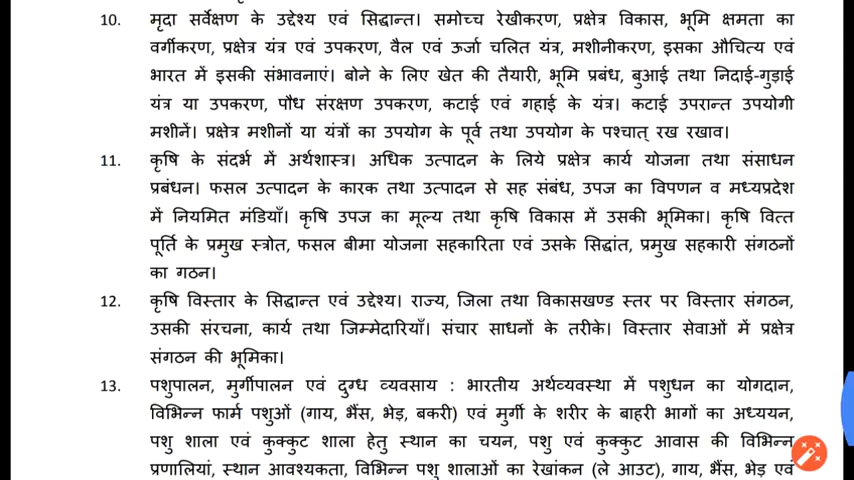 10. मृदा सर्वेक्षण के उद्देश्य एवं सिद्धान्त। समोच्च रेखीकरण, प्रक्षेत्र विकास, भूमि क्षमता का
वर्गीकरण, प्रक्षेत्र यंत्र एवं उपकरण, वैल एवं ऊर्जा चलित यंत्र, मशीनीकरण, इसका औचित्य एवं
भारत में इसकी संभावनाएं। बोने के लिए खेत की तैयारी, भूमि प्रबंध, बुआई तथा निदाई-गुड़ाई
यंत्र या उपकरण, पौध संरक्षण उपकरण, कटाई एवं गहाई के यंत्र। कटाई उपरान्त उपयोगी
मशीनें। प्रक्षेत्र मशीनों या यंत्रों का उपयोग के पूर्व तथा उपयोग के पश्चात् रख रखाव।
11. कृषि के संदर्भ में अर्थशास्त्र। अधिक उत्पादन के लिये प्रक्षेत्र कार्य योजना तथा संसाधन
प्रबंधन। फसल उत्पादन के कारक तथा उत्पादन से सह संबंध, उपज का विपणन व मध्यप्रदेश
में नियमित मंडियाँ। कृषि उपज का मूल्य तथा कृषि विकास में उसकी भूमिका। कृषि वित्त
पूर्ति के प्रमुख स्त्रोत, फसल बीमा योजना सहकारिता एवं उसके सिद्धांत, प्रमुख सहकारी संगठनों
का गठन।
12. कृषि विस्तार के सिद्धान्त एवं उद्देश्य। राज्य, जिला तथा विकासखण्ड स्तर पर विस्तार संगठन,
उसकी संरचना, कार्य तथा जिम्मेदारियाँ। संचार साधनों के तरीके। विस्तार सेवाओं में प्रक्षेत्र
संगठन की भूमिका।
13. पशुपालन, मुर्गीपालन एवं दुग्ध व्यवसाय : भारतीय अर्थव्यवस्था में पशुधन का योगदान,
विभिन्न फार्म पशुओं (गाय, भैंस, भेड़, बकरी) एवं मुर्गी के शरीर के बाहरी भागों का अध्ययन,
पशु शाला एवं कुक्कुट शाला हेतु स्थान का चयन, पशु एवं कुक्कुट आवास की विभिन्न
प्रणालियां, स्थान आवश्यकता, विभिन्न पशु शालाओं का रेखांकन (ले आउट), गाय, भैंस, भेड़ एवं